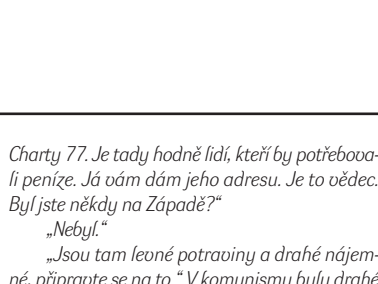 Charty 77. Je tady hodně lidí, kteří by potřebova-
li peníze. Já vám dám jeho adresu. Je to vědec.
Byl jste někdy na Západě?“
„Nebyl.“
„Jsou tam levné potraviny a drahé nájem-
né, připravte se na to.“ V komunismu byly drahé